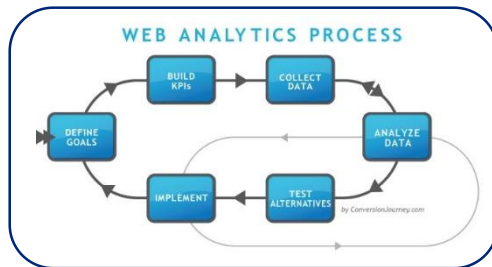 WEB ANALYTICS PROCESS
BUILD
KPIs
COLLECT
DATA
DEFINE
GOALS
ANALYZE
DATA
IMPLEMENT
TEST
ALTERNATIVES
by ConversionJourney.com